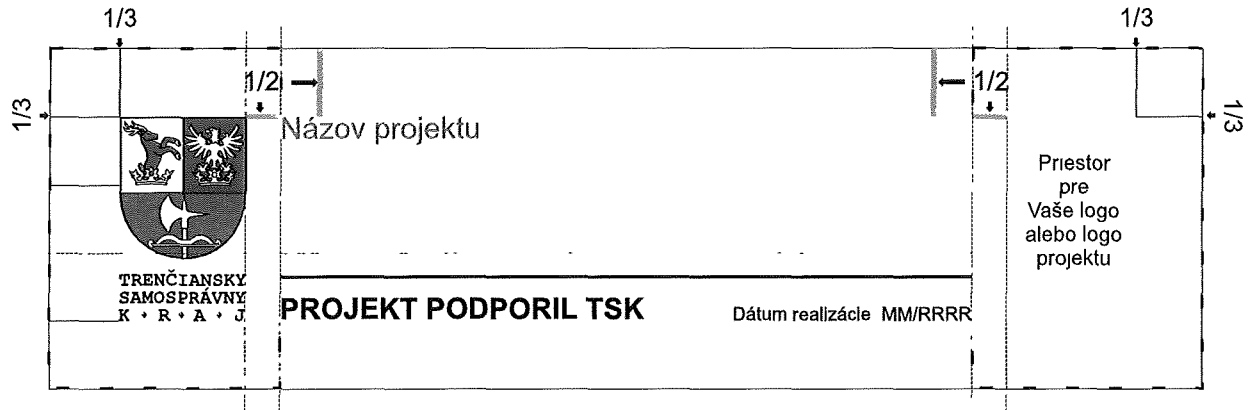 1/3
1/3
1/2
1/2
1/3
1/3
Názov projektu
Priestor
pre
Vaše logo
alebo logo
projektu
TRENČIANSKY
SAMOSPRÁVNY
K • R • A • J
PROJEKT PODPORIL TSK
Dátum realizácie MM/RRRR